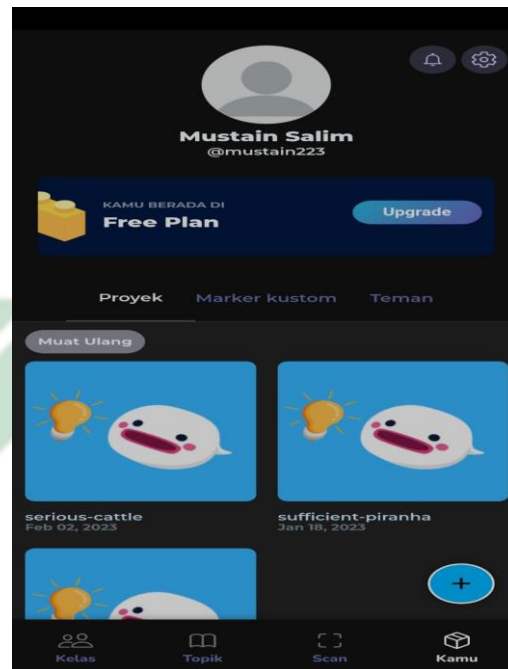 Mustain Salim
@mustain223
KAMU BERADA DI
Free Plan
Upgrade
Proyek Marker kustom Teman
Muat Ulang
serious-cattle
Feb 02, 2023
sufficient-piranha
Jan 18, 2023
Kelas Topik Scan Kamu